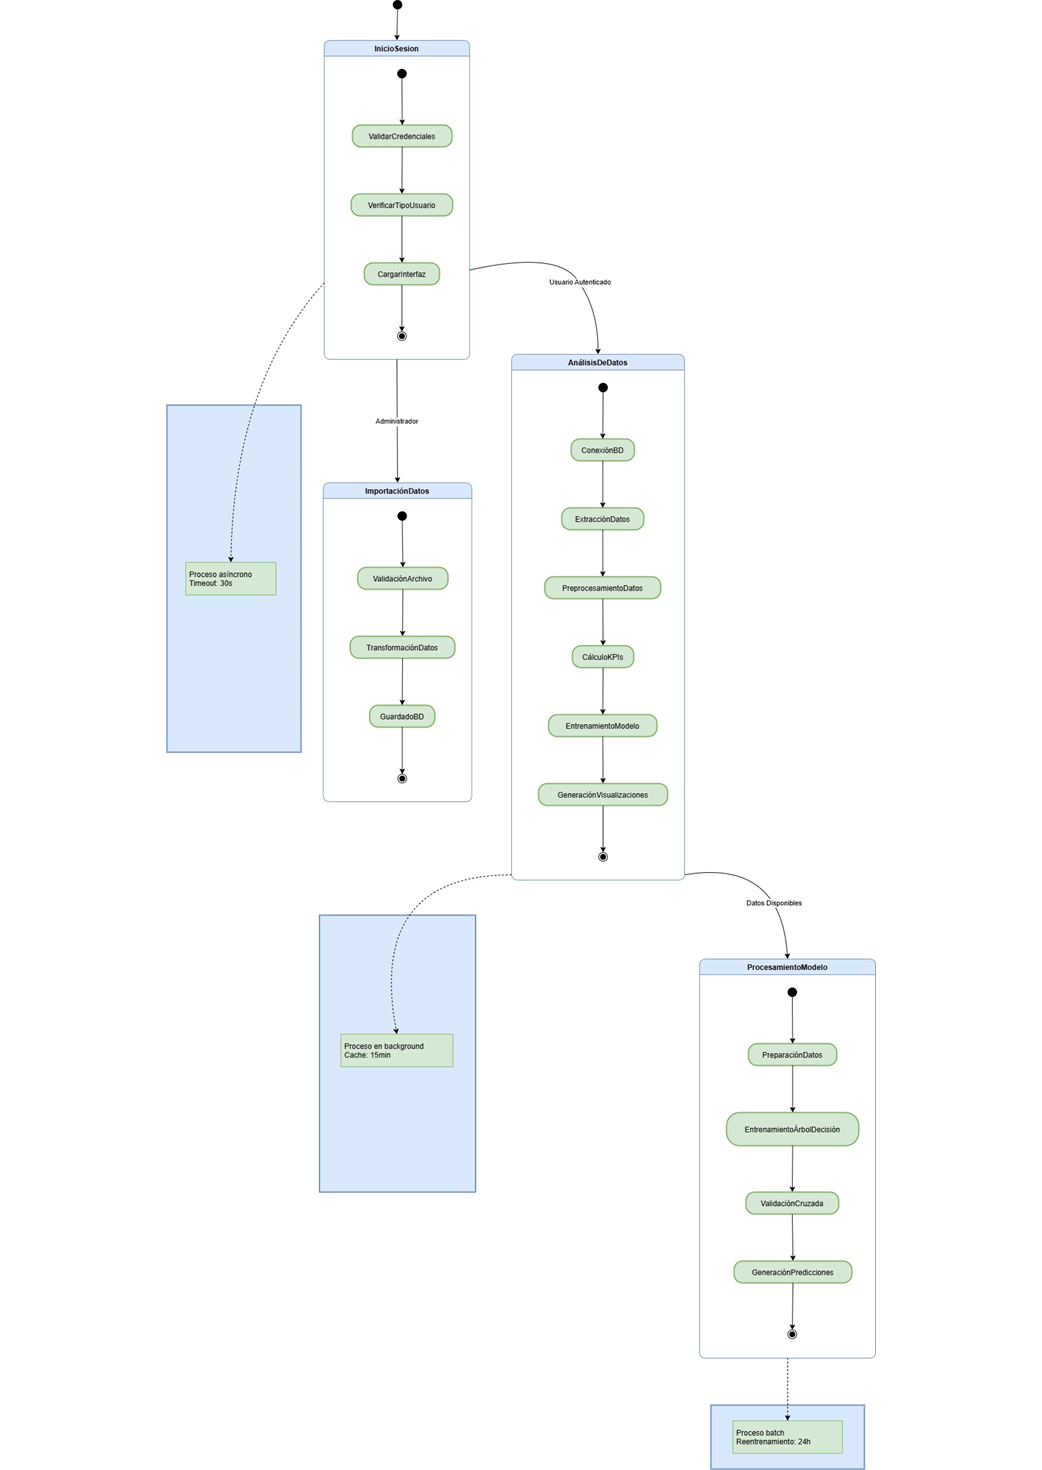 InicioSesion
ValidarCredenciales
VerificarTipoUsuario
CargarInterfaz
Usuario Autenticado
Administrador
AnálisisDeDatos
ConexiónBD
ExtracciónDatos
PreprocesamientoDatos
CálculoKPIs
EntrenamientoModelo
GeneraciónVisualizaciones
ImportaciónDatos
ValidaciónArchivo
TransformaciónDatos
GuardadoBD
Proceso asíncrono
Timeout: 30s
Datos Disponibles
Proceso en background
Cache: 15min
ProcesamientoModelo
PreparaciónDatos
EntrenamientoÁrbolDecisión
ValidaciónCruzada
GeneraciónPredicciones
Proceso batch
Reentrenamiento: 24h